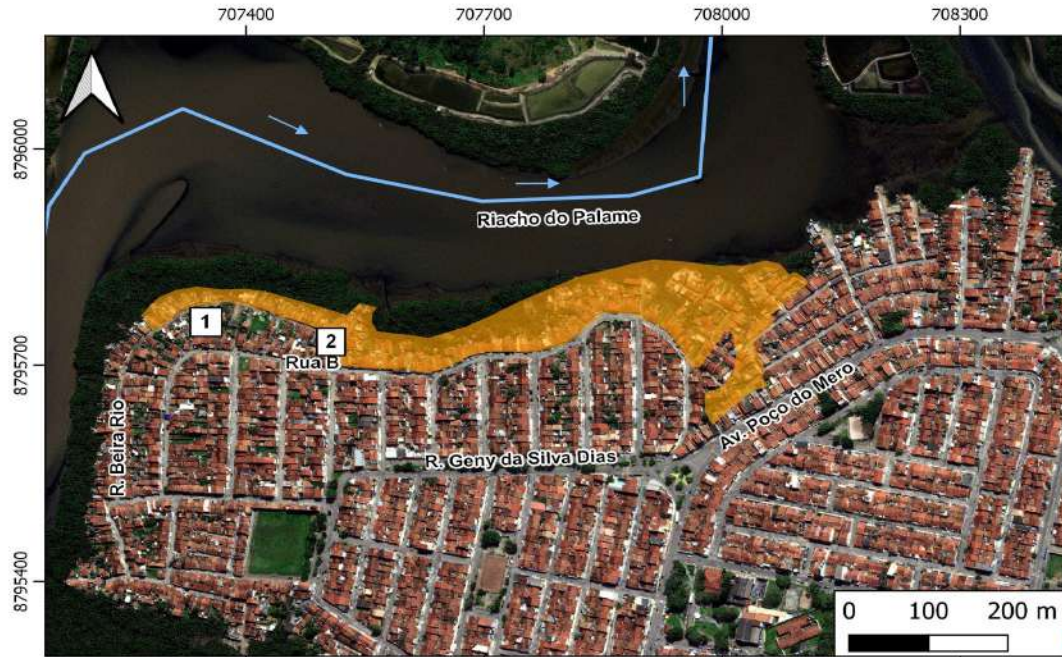 707400
707700
708000
708300
8796000
Riacho do Palame
1
2
Rua B
8795700
Av. Poço do Mero
R. Beira Rio
R. Geny da Silva Dias
8795400
0 100 200 m